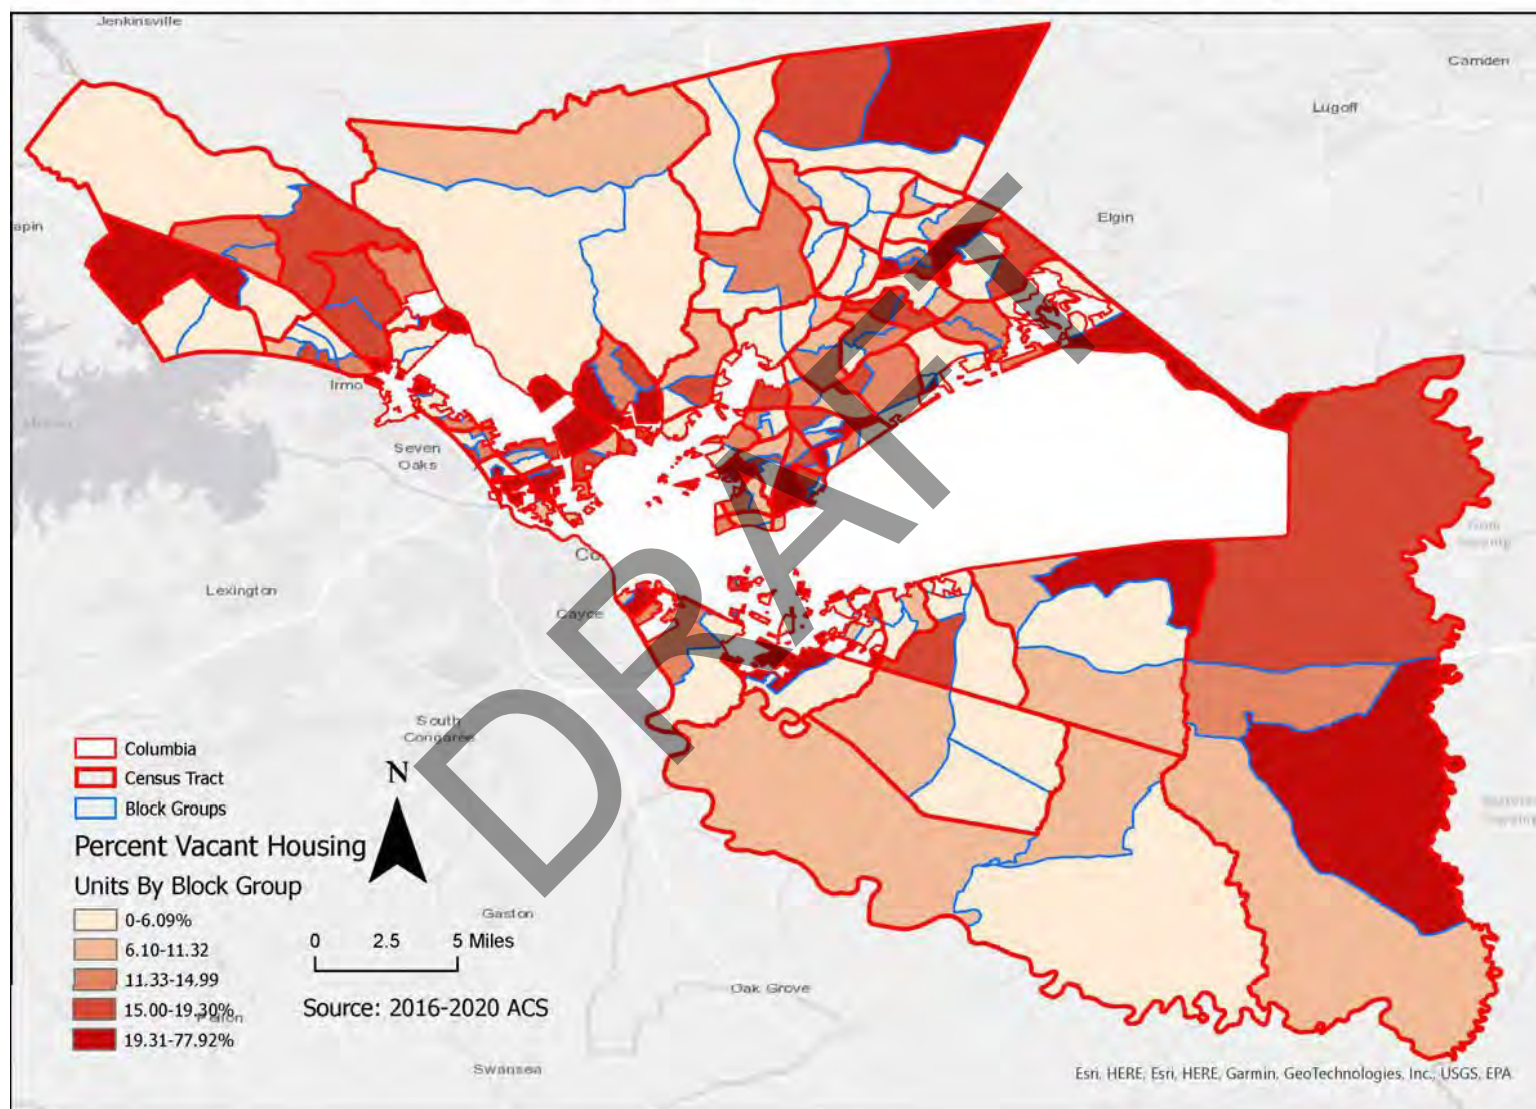 Jenkinsville
Camden
Lugoff
Elgin
apin
Irmo
Seven
Oaks
Lexington
Co
Cayce
South
Congaree
DRAFT
Columbia
Census Tract
Block Groups
N
Percent Vacant Housing
Units By Block Group
0-6.09%
6.10-11.32
11.33-14.99
15.00-19.30%
19.31-77.92%
0 2.5 5 Miles
Source: 2016-2020 ACS
Gaston
Oak Grove
Pelion
Swansea
Esri, HERE, Esri, HERE, Garmin, GeoTechnologies, Inc., USGS, EPA